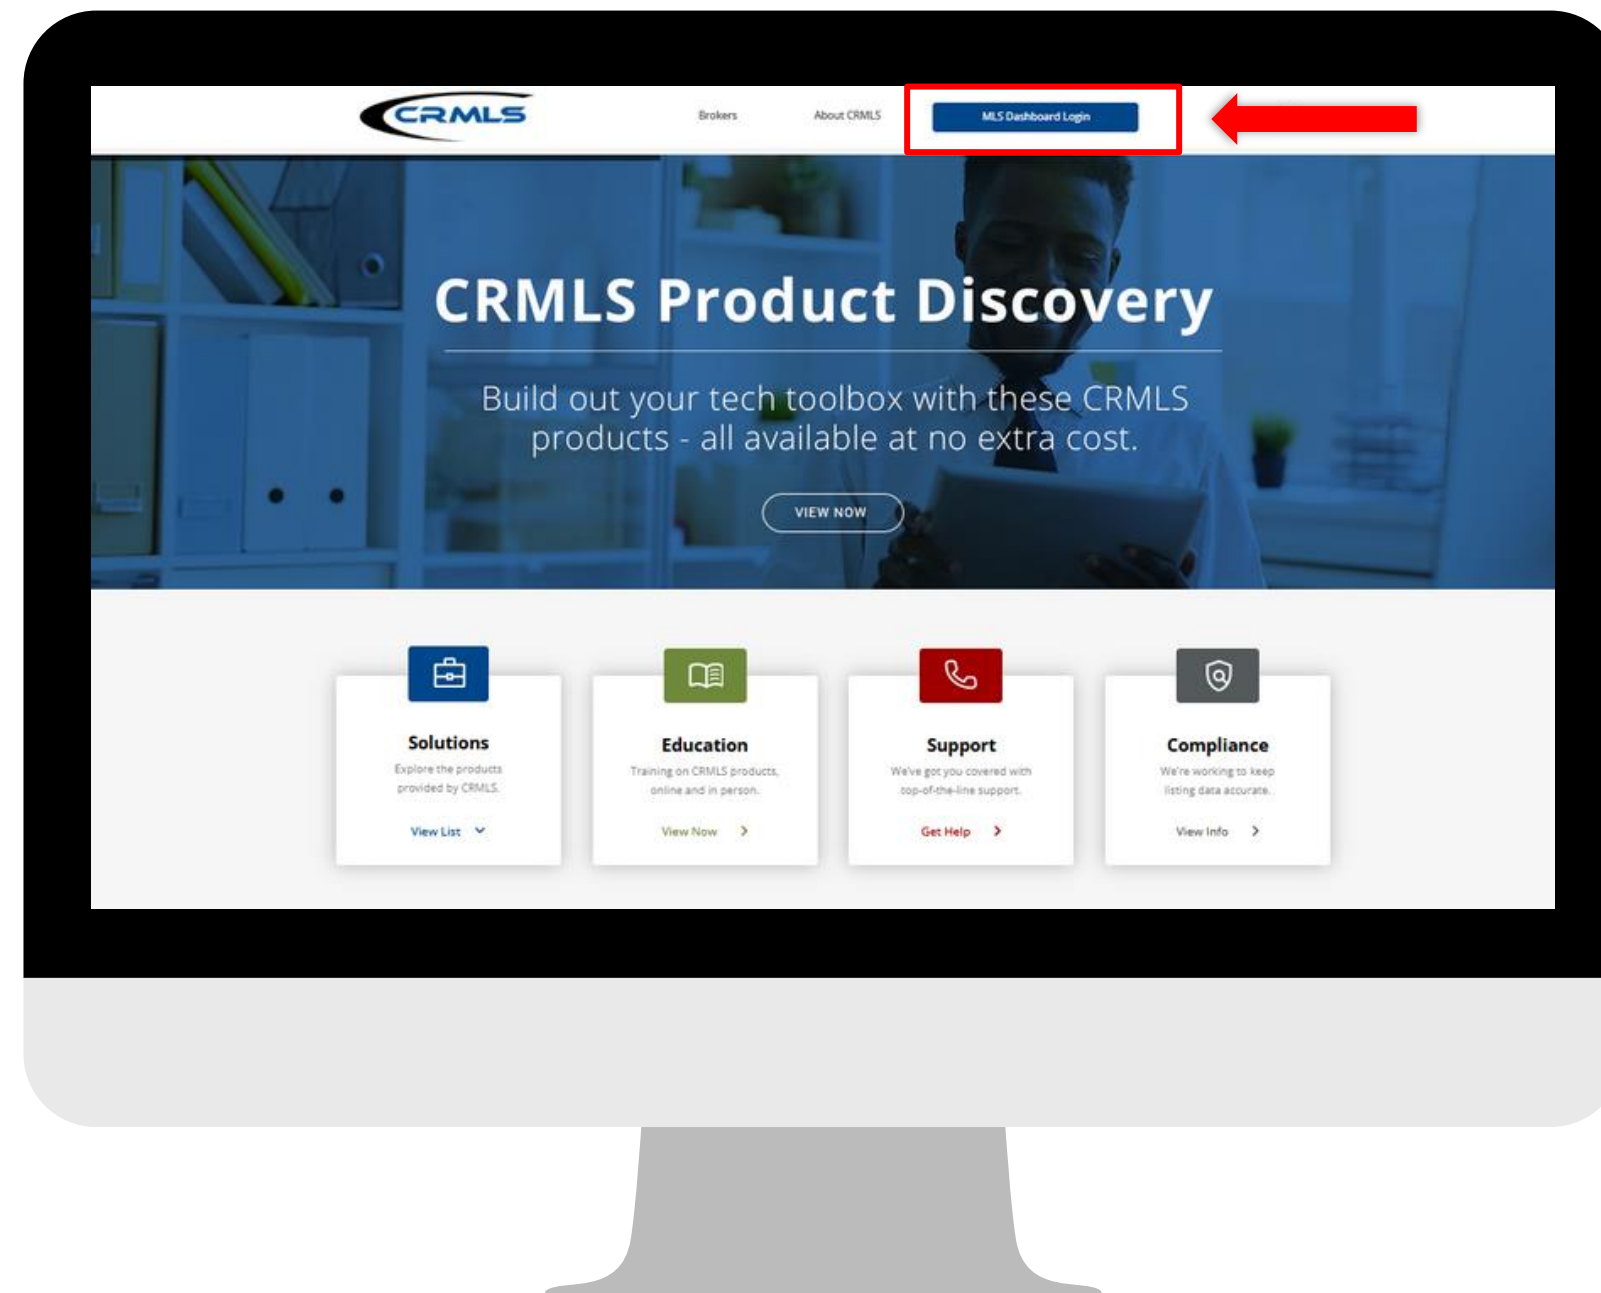 CRMLS
Brokers
About CRMLS
MLS Dashboard Login
CRMLS Product Discovery
Build out your tech toolbox with these CRMLS
products - all available at no extra cost.
VIEW NOW
Solutions
Explore the products
provided by CRMLS.
View List
Education
Training on CRMLS products,
online and in person.
View Now
Support
We've got you covered with
top-of-the-line support.
Get Help
Compliance
We're working to keep
listing data accurate.
View Info